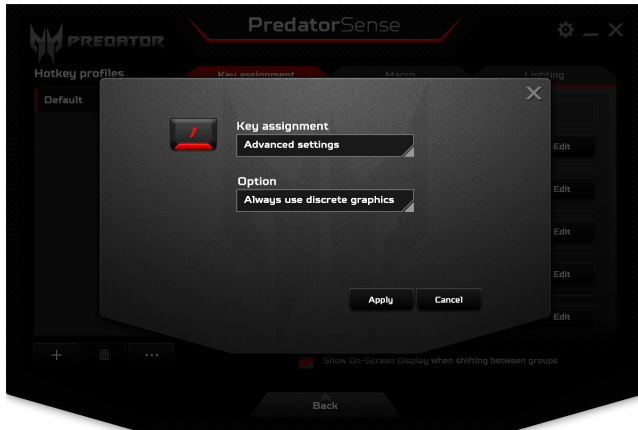 PredatorSense
PREDATOR
Hotkey profiles
Key assignment
Macro
Lighting
Default
1
Key assignment
Advanced settings
Option
Always use discrete graphics
Apply
Cancel
Edit
Edit
Edit
Edit
Edit
Show On-Screen Display when shifting between groups
Back